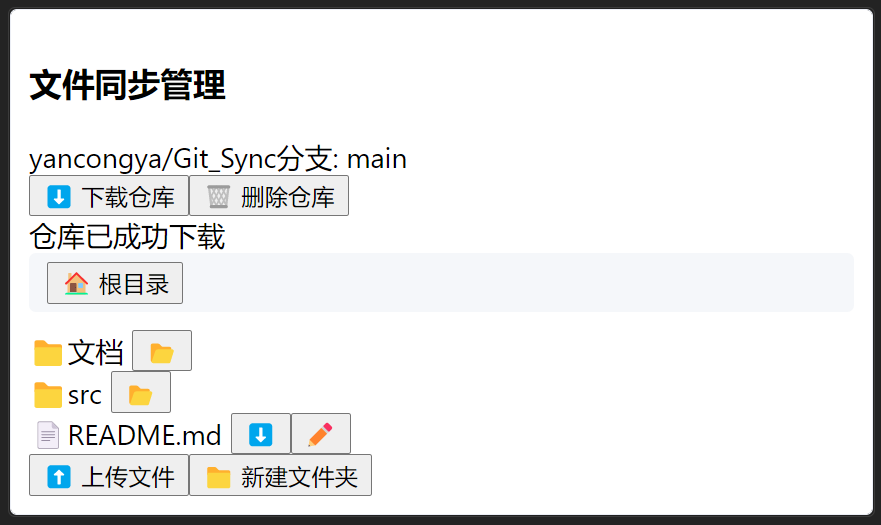 文件同步管理
yancongya/Git_Sync分支: main
下载仓库 删除仓库
仓库已成功下载
根目录
文档
src
README.md
上传文件 新建文件夹